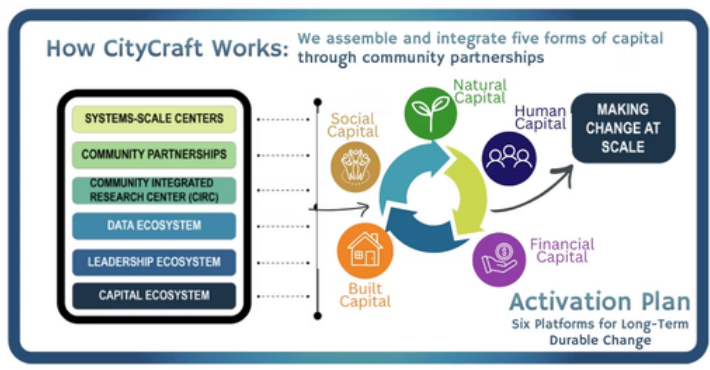 How CityCraft Works:
We assemble and integrate five forms of capital
through community partnerships
SYSTEMS-SCALE CENTERS
COMMUNITY PARTNERSHIPS
COMMUNITY INTEGRATED
RESEARCH CENTER (CIRC)
DATA ECOSYSTEM
LEADERSHIP ECOSYSTEM
CAPITAL ECOSYSTEM
Social
Capital
Natural
Capital
Human
Capital
Financial
Capital
Built
Capital
MAKING
CHANGE AT
SCALE
Activation Plan
Six Platforms for Long-Term
Durable Change